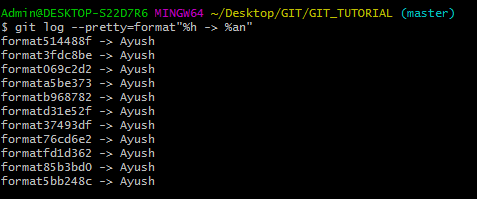 Admin@DESKTOP-S22D7R6 MINGW64 ~/Desktop/GIT/GIT_TUTORIAL (master)
$ git log --pretty=format"%h -> %an"
format514488f -> Ayush
format3fdc8be -> Ayush
format069c2d2 -> Ayush
formata5be373 -> Ayush
formatb968782 -> Ayush
formatd31e52f -> Ayush
format37493df -> Ayush
format76cd6e2 -> Ayush
formatfd1d362 -> Ayush
format85b3bd0 -> Ayush
format5bb248c -> Ayush